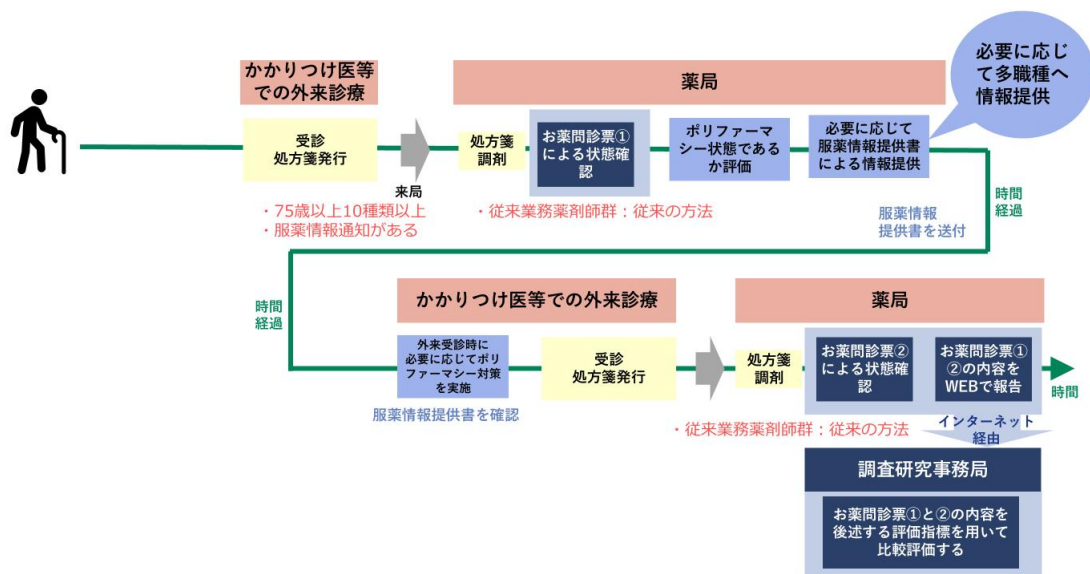 かかりつけ医等
での外来診療
薬局
必要に応じ
て多職種へ
情報提供
受診
処方箋発行
来局
処方箋
調剤
お薬問診票①
による状態確
認
ポリファーマ
シー状態である
か評価
必要に応じて
服薬情報提供書
による情報提供
・75歳以上10種類以上
・服薬情報通知がある
・従来業務薬剤師群：従来の方法
服薬情報
提供書を送付
時間
経過
時間
経過
かかりつけ医等での外来診療
薬局
外来受診時に
必要に応じてポリ
ファーマシー対策
を実施
受診
処方箋発行
処方箋
調剤
お薬問診票②
による状態確
認
お薬問診票①
②の内容を
WEBで報告
時間
服薬情報提供書を確認
・従来業務薬剤師群：従来の方法
インターネット
経由
調査研究事務局
お薬問診票①と②の内容を
後述する評価指標を用いて
比較評価する